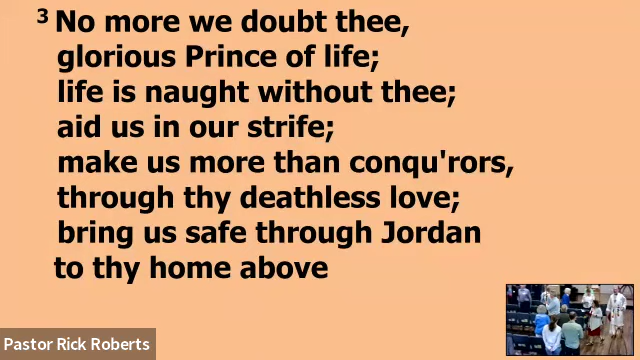 3 No more we doubt thee,
glorious Prince of life;
life is naught without thee;
aid us in our strife;
make us more than conqu'rors,
through thy deathless love;
bring us safe through Jordan
to thy home above
Pastor Rick Roberts